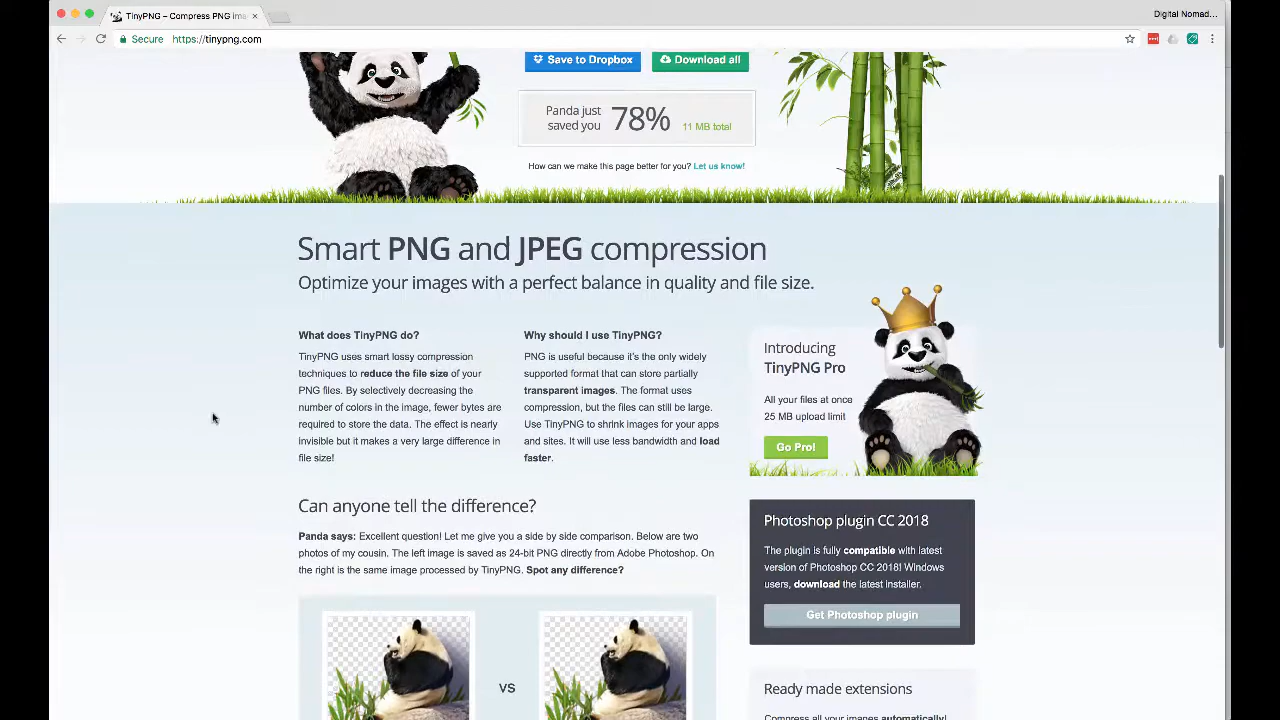 TinyPNG – Compress PNG ima
Digital Nomad...
Secure
https://tinypng.com
Save to Dropbox
Download all
Panda just
saved you
78%
11 MB total
How can we make this page better for you? Let us know!
Smart PNG and JPEG compression
Optimize your images with a perfect balance in quality and file size.
What does TinyPNG do?
TinyPNG uses smart lossy compression
techniques to reduce the file size of your
PNG files. By selectively decreasing the
number of colors in the image, fewer bytes are
required to store the data. The effect is nearly
invisible but it makes a very large difference in
file size!
Why should I use TinyPNG?
PNG is useful because it's the only widely
supported format that can store partially
transparent images. The format uses
compression, but the files can still be large.
Use TinyPNG to shrink images for your apps
and sites. It will use less bandwidth and load
faster.
Introducing
TinyPNG Pro
All your files at once
25 MB upload limit
Go Pro!
Can anyone tell the difference?
Panda says: Excellent question! Let me give you a side by side comparison. Below are two
photos of my cousin. The left image is saved as 24-bit PNG directly from Adobe Photoshop. On
the right is the same image processed by TinyPNG. Spot any difference?
VS
Photoshop plugin CC 2018
The plugin is fully compatible with latest
version of Photoshop CC 2018! Windows
users, download the latest installer.
Get Photoshop plugin
Ready made extensions
Compress all your images automatically!